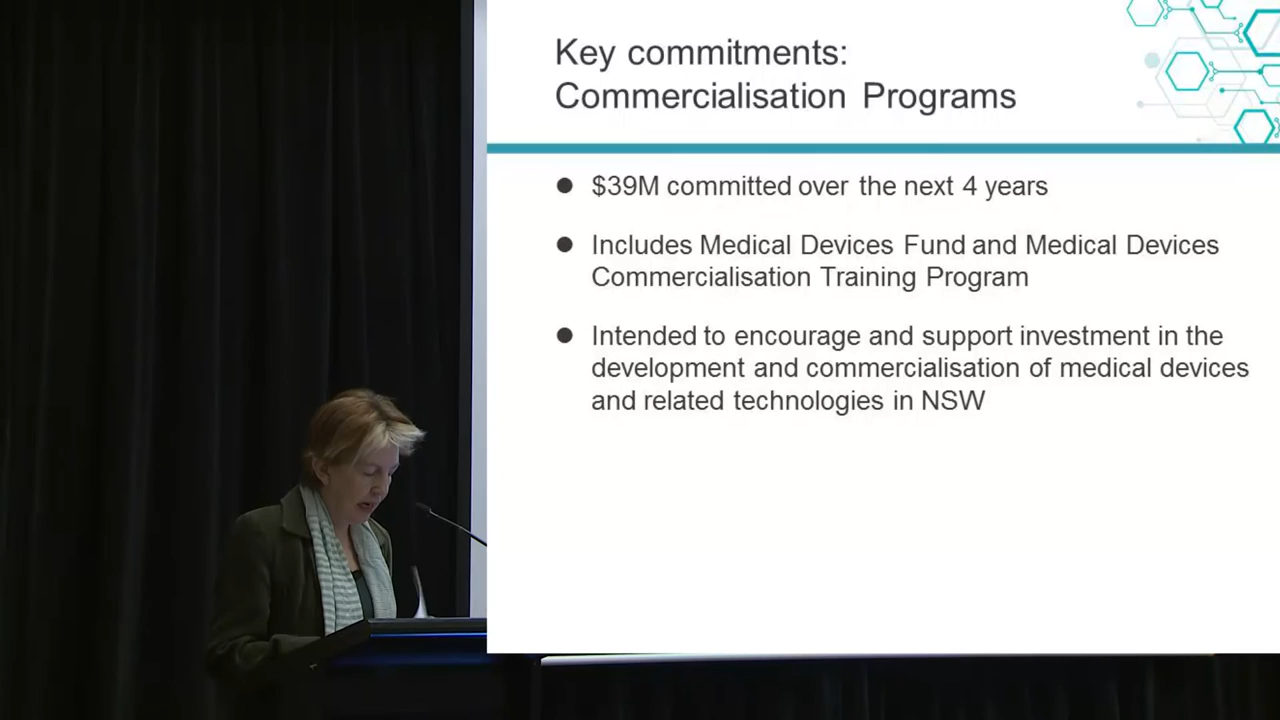 Key commitments:
Commercialisation Programs
● $39M committed over the next 4 years
● Includes Medical Devices Fund and Medical Devices
Commercialisation Training Program
● Intended to encourage and support investment in the
development and commercialisation of medical devices
and related technologies in NSW